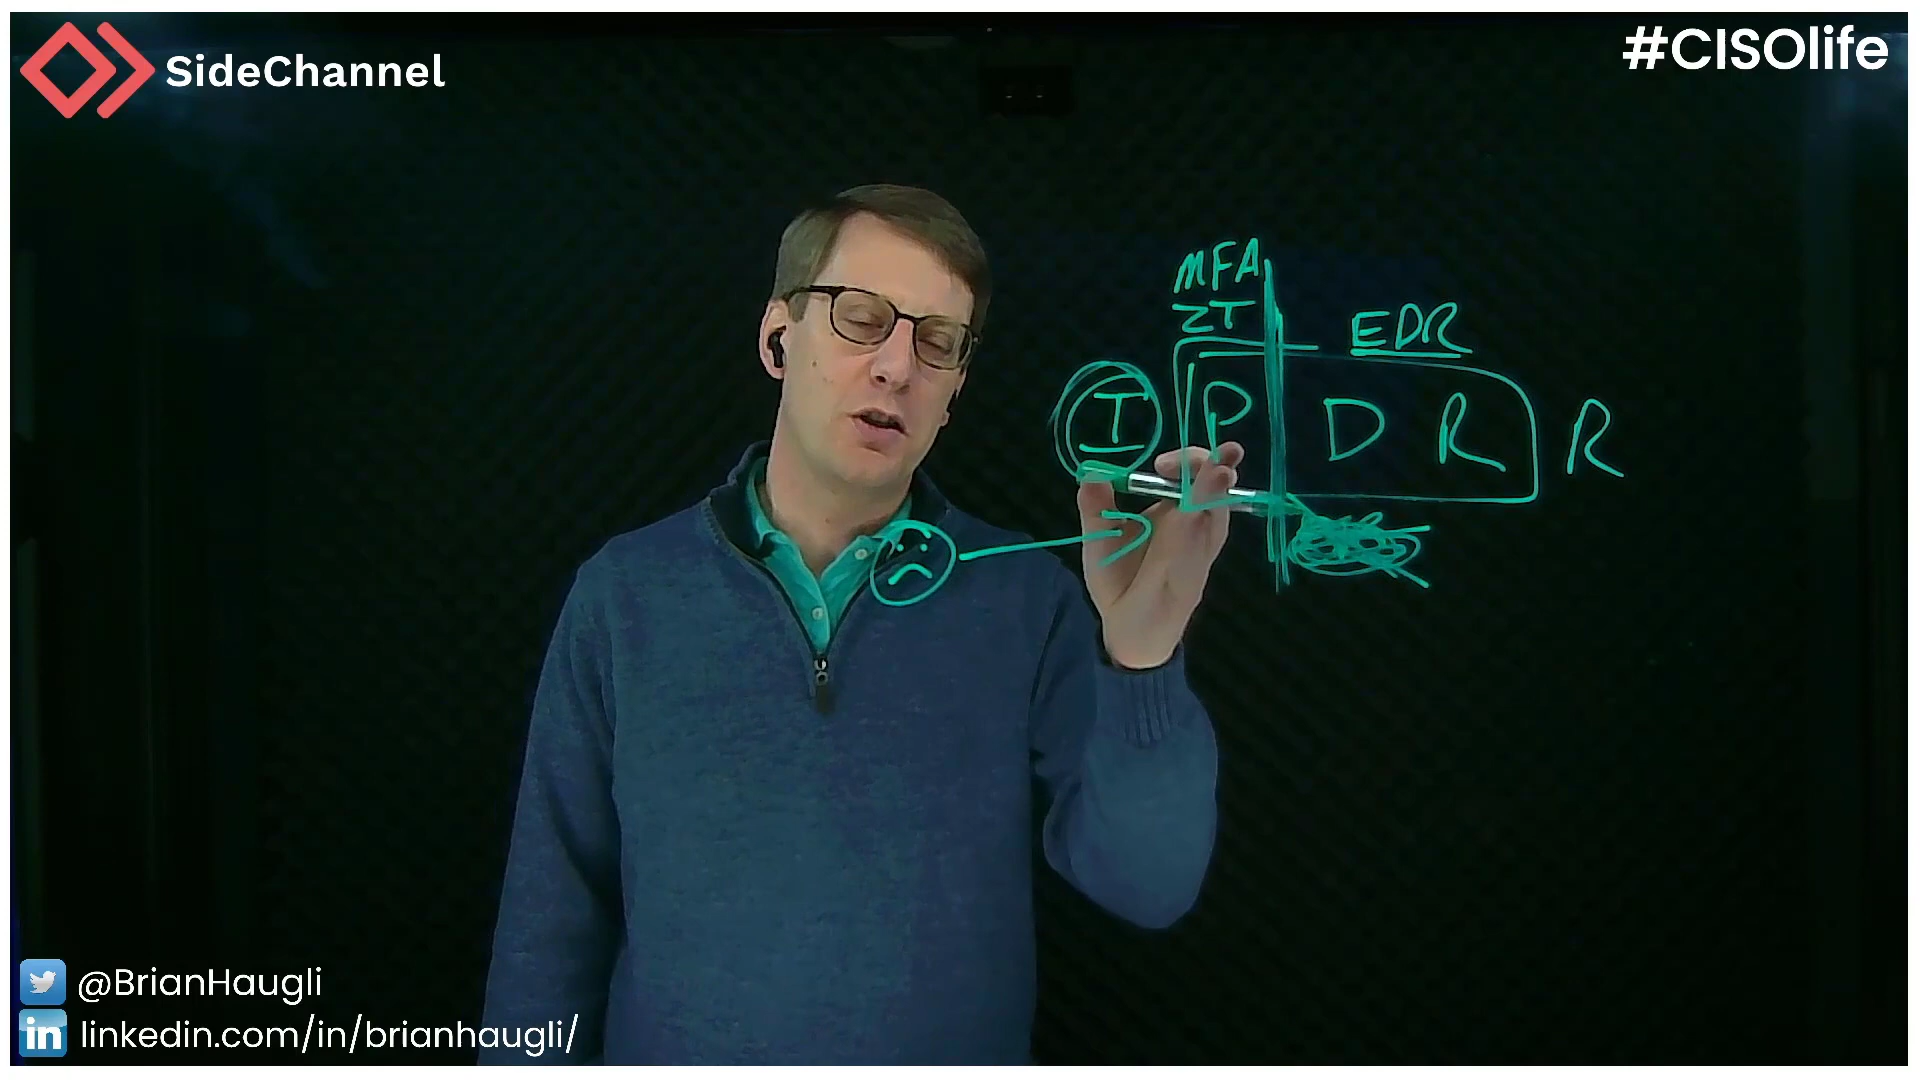 SideChannel
#CISOlife
MFA
ZT
EDR
I P D R R
@BrianHaugli
linkedin.com/in/brianhaugli/